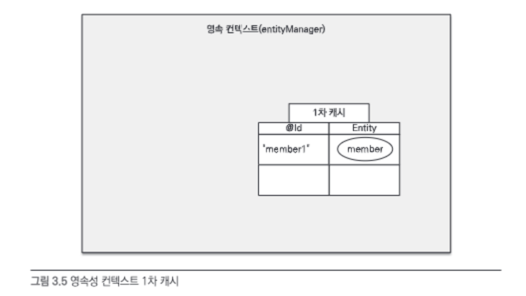 영속 컨텍스트(entityManager)
1차 캐시
@Id Entity
"member1" member
그림 3.5 영속성 컨텍스트 1차 캐시